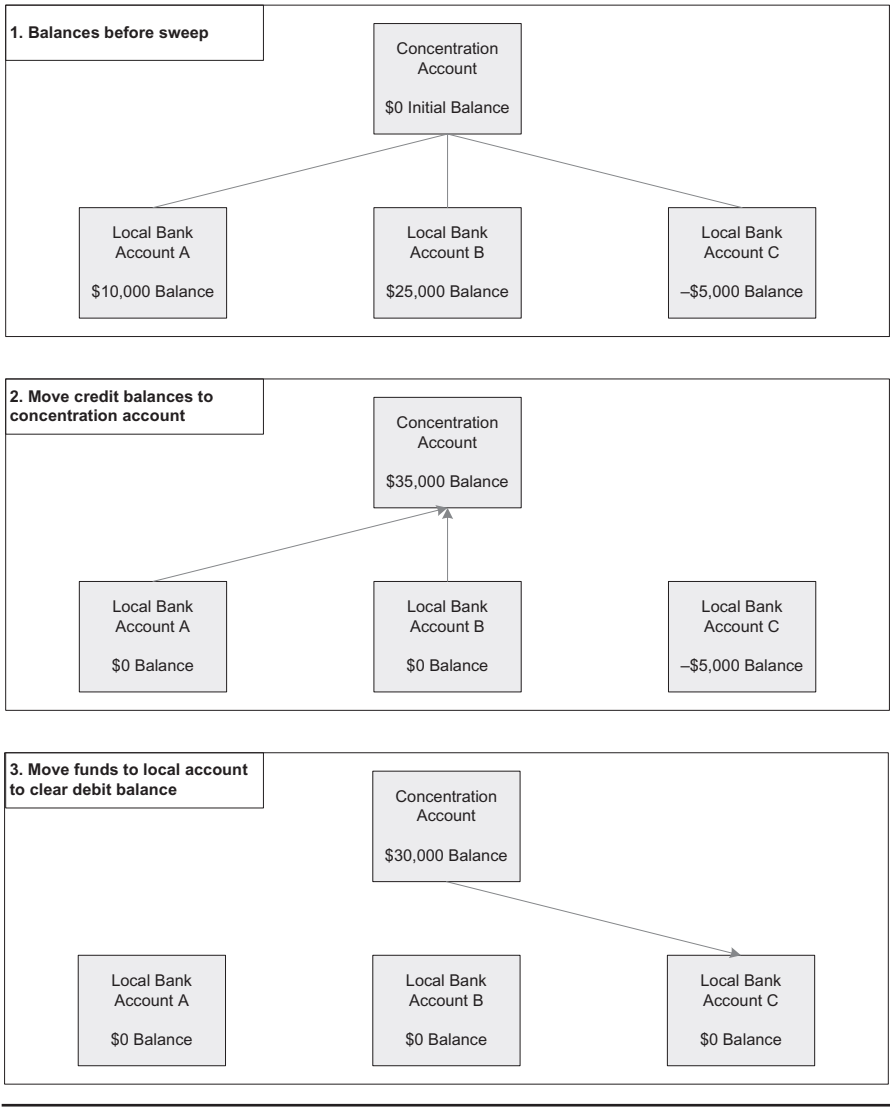 1. Balances before sweep
Concentration
Account
$0 Initial Balance
Local Bank
Account A
$10,000 Balance
Local Bank
Account B
$25,000 Balance
Local Bank
Account C
–$5,000 Balance
2. Move credit balances to
concentration account
Concentration
Account
$35,000 Balance
Local Bank
Account A
$0 Balance
Local Bank
Account B
$0 Balance
Local Bank
Account C
–$5,000 Balance
3. Move funds to local account
to clear debit balance
Concentration
Account
$30,000 Balance
Local Bank
Account A
$0 Balance
Local Bank
Account B
$0 Balance
Local Bank
Account C
$0 Balance